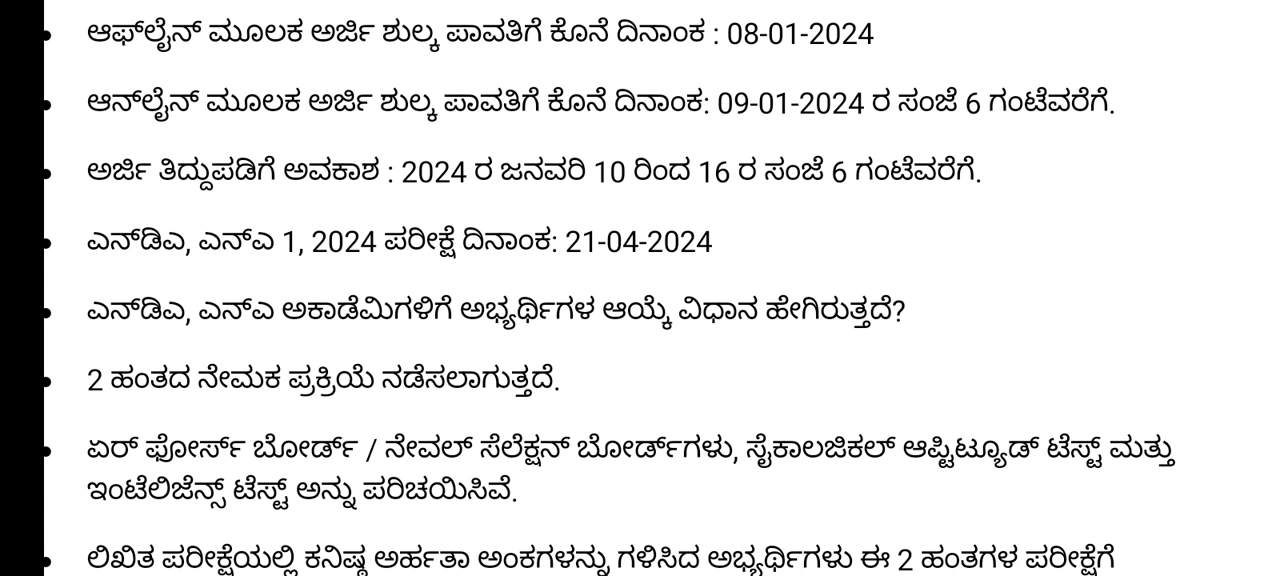 • ಆಫ್‌ಲೈನ್ ಮೂಲಕ ಅರ್ಜಿ ಶುಲ್ಕ ಪಾವತಿಗೆ ಕೊನೆ ದಿನಾಂಕ : 08-01-2024
• ಆನ್‌ಲೈನ್ ಮೂಲಕ ಅರ್ಜಿ ಶುಲ್ಕ ಪಾವತಿಗೆ ಕೊನೆ ದಿನಾಂಕ: 09-01-2024 ರ ಸಂಜೆ 6 ಗಂಟೆವರೆಗೆ.
• ಅರ್ಜಿ ತಿದ್ದುಪಡಿಗೆ ಅವಕಾಶ : 2024 ರ ಜನವರಿ 10 ರಿಂದ 16 ರ ಸಂಜೆ 6 ಗಂಟೆವರೆಗೆ.
• ಎನ್‌ಡಿಎ, ಎನ್‌ಎ 1, 2024 ಪರೀಕ್ಷೆ ದಿನಾಂಕ: 21-04-2024
• ಎನ್‌ಡಿಎ, ಎನ್‌ಎ ಅಕಾಡೆಮಿಗಳಿಗೆ ಅಭ್ಯರ್ಥಿಗಳ ಆಯ್ಕೆ ವಿಧಾನ ಹೇಗಿರುತ್ತದೆ?
• 2 ಹಂತದ ನೇಮಕ ಪ್ರಕ್ರಿಯೆ ನಡೆಸಲಾಗುತ್ತದೆ.
• ಏರ್ ಫೋರ್ಸ್‌ ಬೋರ್ಡ್‌ / ನೇವಲ್ ಸೆಲೆಕ್ಷನ್ ಬೋರ್ಡ್‌ಗಳು, ಸೈಕಾಲಜಿಕಲ್ ಆಪ್ಟಿಟ್ಯೂಡ್ ಟೆಸ್ಟ್‌ ಮತ್ತು
ಇಂಟೆಲಿಜೆನ್ಸ್‌ ಟೆಸ್ಟ್‌ ಅನ್ನು ಪರಿಚಯಿಸಿವೆ.
• ಲಿಖಿತ ಪರೀಕ್ಷೆಯಲ್ಲಿ ಕನಿಷ್ಠ ಅರ್ಹತಾ ಅಂಕಗಳನ್ನು ಗಳಿಸಿದ ಅಭ್ಯರ್ಥಿಗಳು ಈ 2 ಹಂತಗಳ ಪರೀಕ್ಷೆಗೆ